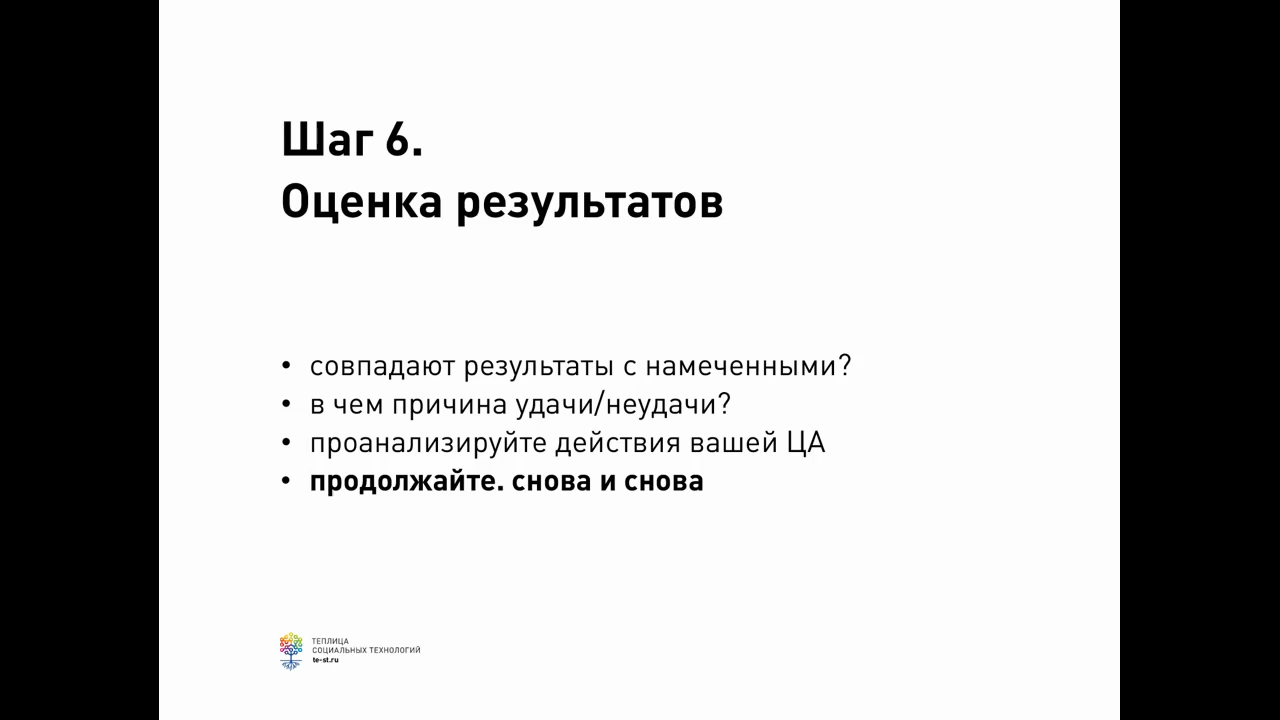 Шаг 6.
Оценка результатов
• совпадают результаты с намеченными?
• в чем причина удачи/неудачи?
• проанализируйте действия вашей ЦА
• продолжайте. снова и снова
ТЕПЛИЦА
СОЦИАЛЬНЫХ ТЕХНОЛОГИЙ
te-st.ru